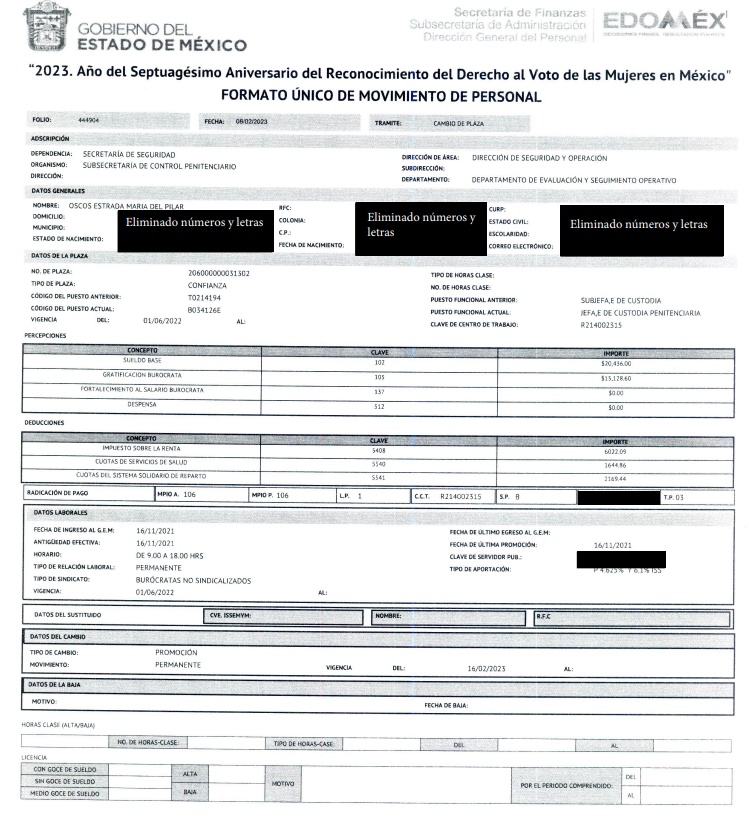 GOBIERNO DEL
ESTADO DE MÉXICO
Secretaría de Finanzas
Subsecretaría de Administración
Dirección General del Personal
EDOMÉX
DECISIONES FIRMES, RESULTADOS FUERTES
"2023. Año del Septuagésimo Aniversario del Reconocimiento del Derecho al Voto de las Mujeres en México"
FORMATO ÚNICO DE MOVIMIENTO DE PERSONAL
FOLIO: 444904 FECHA: 08/02/2023 TRAMITE: CAMBIO DE PLAZA
ADSCRIPCIÓN
DEPENDENCIA: SECRETARÍA DE SEGURIDAD DIRECCIÓN DE ÁREA: DIRECCIÓN DE SEGURIDAD Y OPERACIÓN
ORGANISMO: SUBSECRETARÍA DE CONTROL PENITENCIARIO SUBDIRECCIÓN:
DIRECCIÓN: DEPARTAMENTO: DEPARTAMENTO DE EVALUACIÓN Y SEGUIMIENTO OPERATIVO
DATOS GENERALES
NOMBRE: OSCOS ESTRADA MARIA DEL PILAR RFC: CURP:
DOMICILIO: COLONIA: ESTADO CIVIL:
MUNICIPIO: C.P.: ESCOLARIDAD:
ESTADO DE NACIMIENTO: FECHA DE NACIMIENTO: CORREO ELECTRÓNICO:
Eliminado números y letras
Eliminado números y
letras
Eliminado números y letras
DATOS DE LA PLAZA
NO. DE PLAZA: 206000000031302 TIPO DE HORAS CLASE:
TIPO DE PLAZA: CONFIANZA NO. DE HORAS CLASE:
CÓDIGO DEL PUESTO ANTERIOR: T0214194 PUESTO FUNCIONAL ANTERIOR: SUBJEFA,E DE CUSTODIA
CÓDIGO DEL PUESTO ACTUAL: B034126E PUESTO FUNCIONAL ACTUAL: JEFA,E DE CUSTODIA PENITENCIARIA
VIGENCIA DEL: 01/06/2022 AL: CLAVE DE CENTRO DE TRABAJO: R214002315
PERCEPCIONES
CONCEPTO CLAVE IMPORTE
SUELDO BASE 102 $20,436.00
GRATIFICACIÓN BUROCRATA 105 $15,128.60
FORTALECIMIENTO AL SALARIO BUROCRATA 137 $0.00
DESPENSA 512 $0.00
DEDUCCIONES
CONCEPTO CLAVE IMPORTE
IMPUESTO SOBRE LA RENTA 5408 6022.09
CUOTAS DE SERVICIOS DE SALUD 5540 1644.86
CUOTAS DEL SISTEMA SOLIDARIO DE REPARTO 5541 2169.44
RADICACIÓN DE PAGO MPIO A. 106 MPIO P. 106 L.P. 1 C.C.T. R214002315 S.P. B T.P. 03
DATOS LABORALES
FECHA DE INGRESO AL G.E.M: 16/11/2021 FECHA DE ÚLTIMO EGRESO AL G.E.M:
ANTIGÜEDAD EFECTIVA: 16/11/2021 FECHA DE ÚLTIMA PROMOCIÓN: 16/11/2021
HORARIO: DE 9.00 A 18.00 HRS CLAVE DE SERVIDOR PUB.:
TIPO DE RELACIÓN LABORAL: PERMANENTE TIPO DE APORTACIÓN: P 4.625% Y 6.1% ISS
TIPO DE SINDICATO: BURÓCRATAS NO SINDICALIZADOS
VIGENCIA: 01/06/2022 AL:
DATOS DEL SUSTITUIDO CVE. ISSEMYM: NOMBRE: R.F.C
DATOS DEL CAMBIO
TIPO DE CAMBIO: PROMOCIÓN
MOVIMIENTO: PERMANENTE VIGENCIA DEL: 16/02/2023 AL:
DATOS DE LA BAJA
MOTIVO: FECHA DE BAJA:
HORAS CLASE (ALTA/BAJA)
NO. DE HORAS-CLASE: TIPO DE HORAS-CASE: DEL AL
LICENCIA
CON GOCE DE SUELDO
SIN GOCE DE SUELDO
MEDIO GOCE DE SUELDO
ALTA
BAJA
MOTIVO
POR EL PERIODO COMPRENDIDO:
DEL
AL